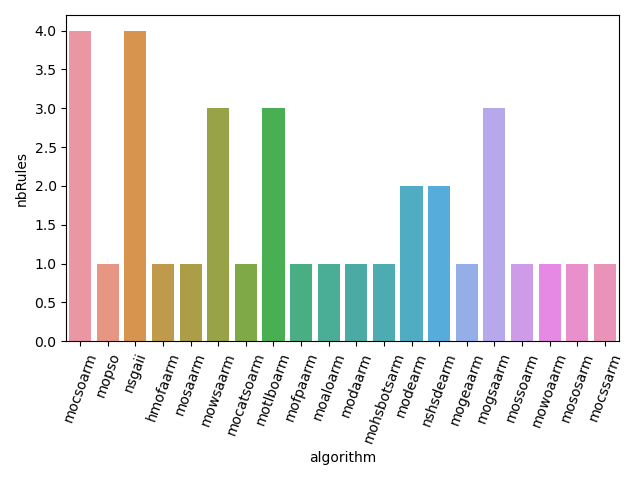 4.0
3.5
3.0
2.5
2.0
1.5
1.0
0.5
0.0
nbRules
mocsoarm
mopso
nsgaii
hmofaarm
mosaarm
mowsaarm
mocatsoarm
motlboarm
mofpaarm
moaloarm
modaarm
mohsbotsarm
modearm
nshsdearm
mogeaarm
mogsaarm
mossoarm
mowoaarm
mososarm
mocssarm
algorithm